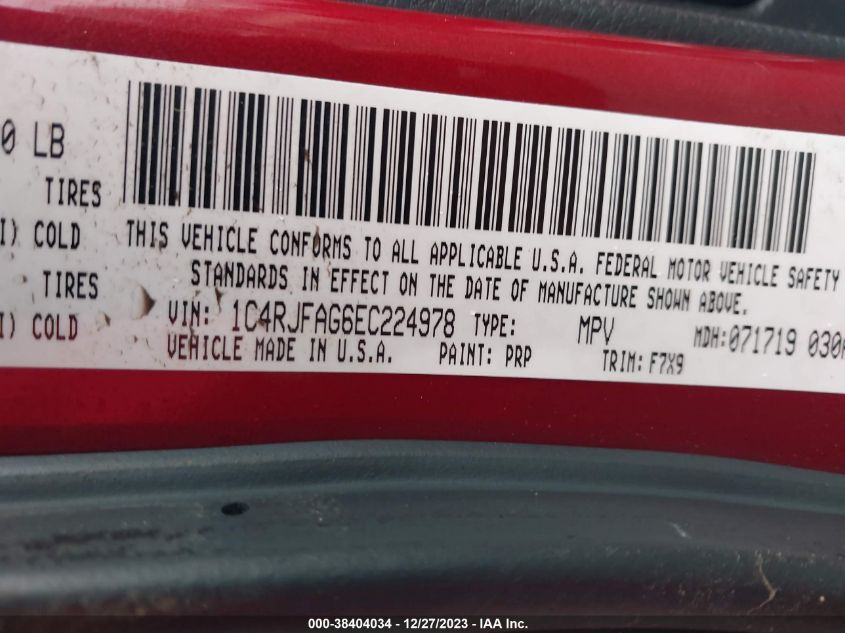 0 LB
TIRES
I) COLD
TIRES
I) COLD
THIS VEHICLE CONFORMS TO ALL APPLICABLE U.S.A. FEDERAL MOTOR VEHICLE SAFETY
STANDARDS IN EFFECT ON THE DATE OF MANUFACTURE SHOWN ABOVE.
VIN: 1C4RJFAG6EC224978 TYPE: MPV MDH:071719 030
VEHICLE MADE IN U.S.A. PAINT: PRP TRIM: F7X9
000-38404034 - 12/27/2023 - IAA Inc.